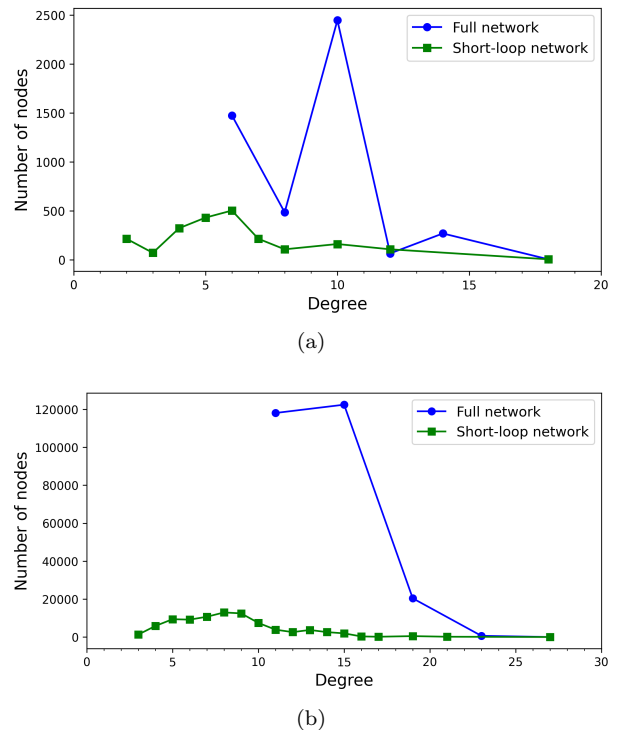 2500
2000
1500
1000
500
0
Number of nodes
Full network
Short-loop network
0 5 10 15 20
Degree
(a)
120000
100000
80000
60000
40000
20000
0
Number of nodes
Full network
Short-loop network
0 5 10 15 20 25 30
Degree
(b)